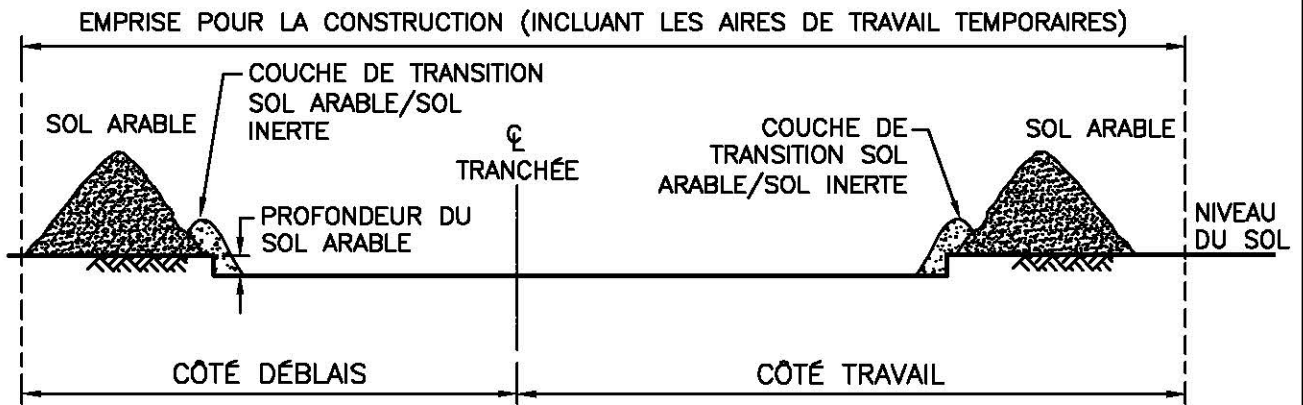 EMPRISE POUR LA CONSTRUCTION (INCLUANT LES AIRES DE TRAVAIL TEMPORAIRES)
COUCHE DE TRANSITION
SOL ARABLE/SOL
INERTE
SOL ARABLE
℄
TRANCHÉE
COUCHE DE
TRANSITION SOL
ARABLE/SOL INERTE
SOL ARABLE
PROFONDEUR DU
SOL ARABLE
NIVEAU
DU SOL
CÔTÉ DÉBLAIS
CÔTÉ TRAVAIL